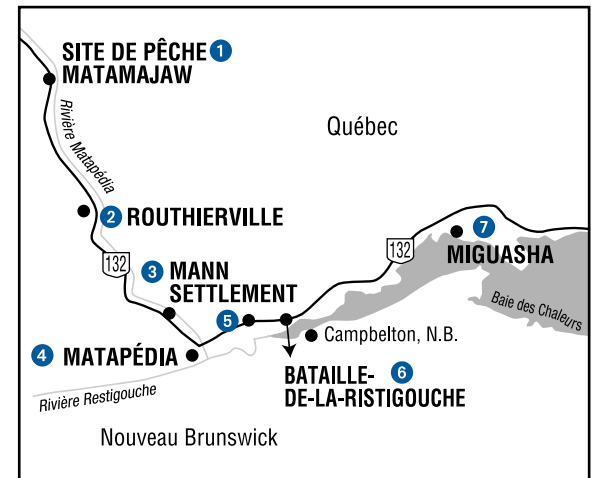 SITE DE PÊCHE 1
MATAMAJAW
Rivière Matapédia
Québec
2 ROUTHIERVILLE
132
3 MANN
SETTLEMENT
132
7
MIGUASHA
Baie des Chaleurs
5
Campbelton, N.B.
4 MATAPÉDIA
BATAILLE- 6
DE-LA-RISTIGOUCHE
Rivière Restigouche
Nouveau Brunswick